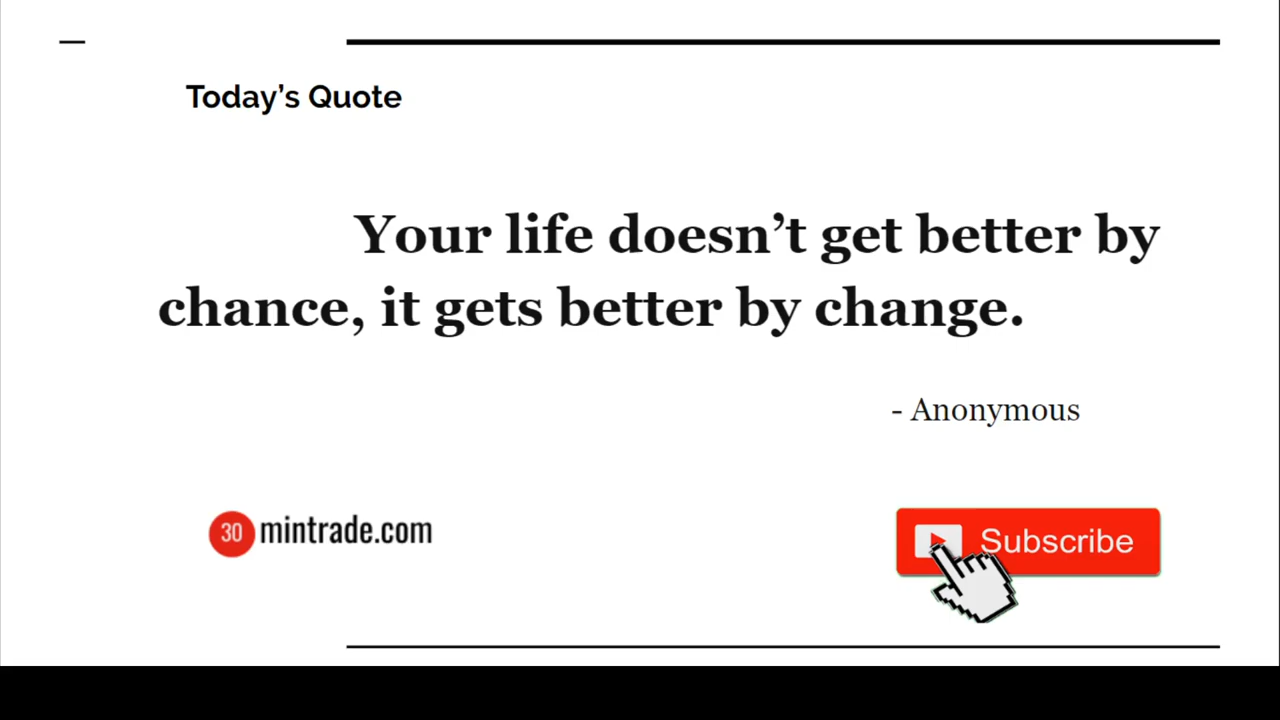 Today’s Quote
Your life doesn’t get better by
chance, it gets better by change.
- Anonymous
30 mintrade.com
Subscribe